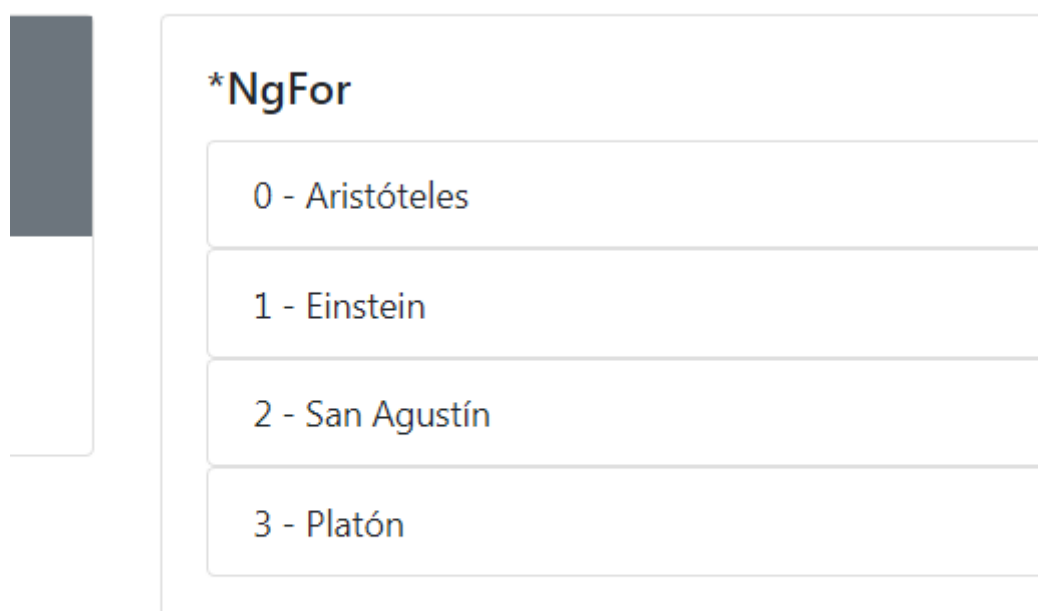 *NgFor
0 - Aristóteles
1 - Einstein
2 - San Agustín
3 - Platón